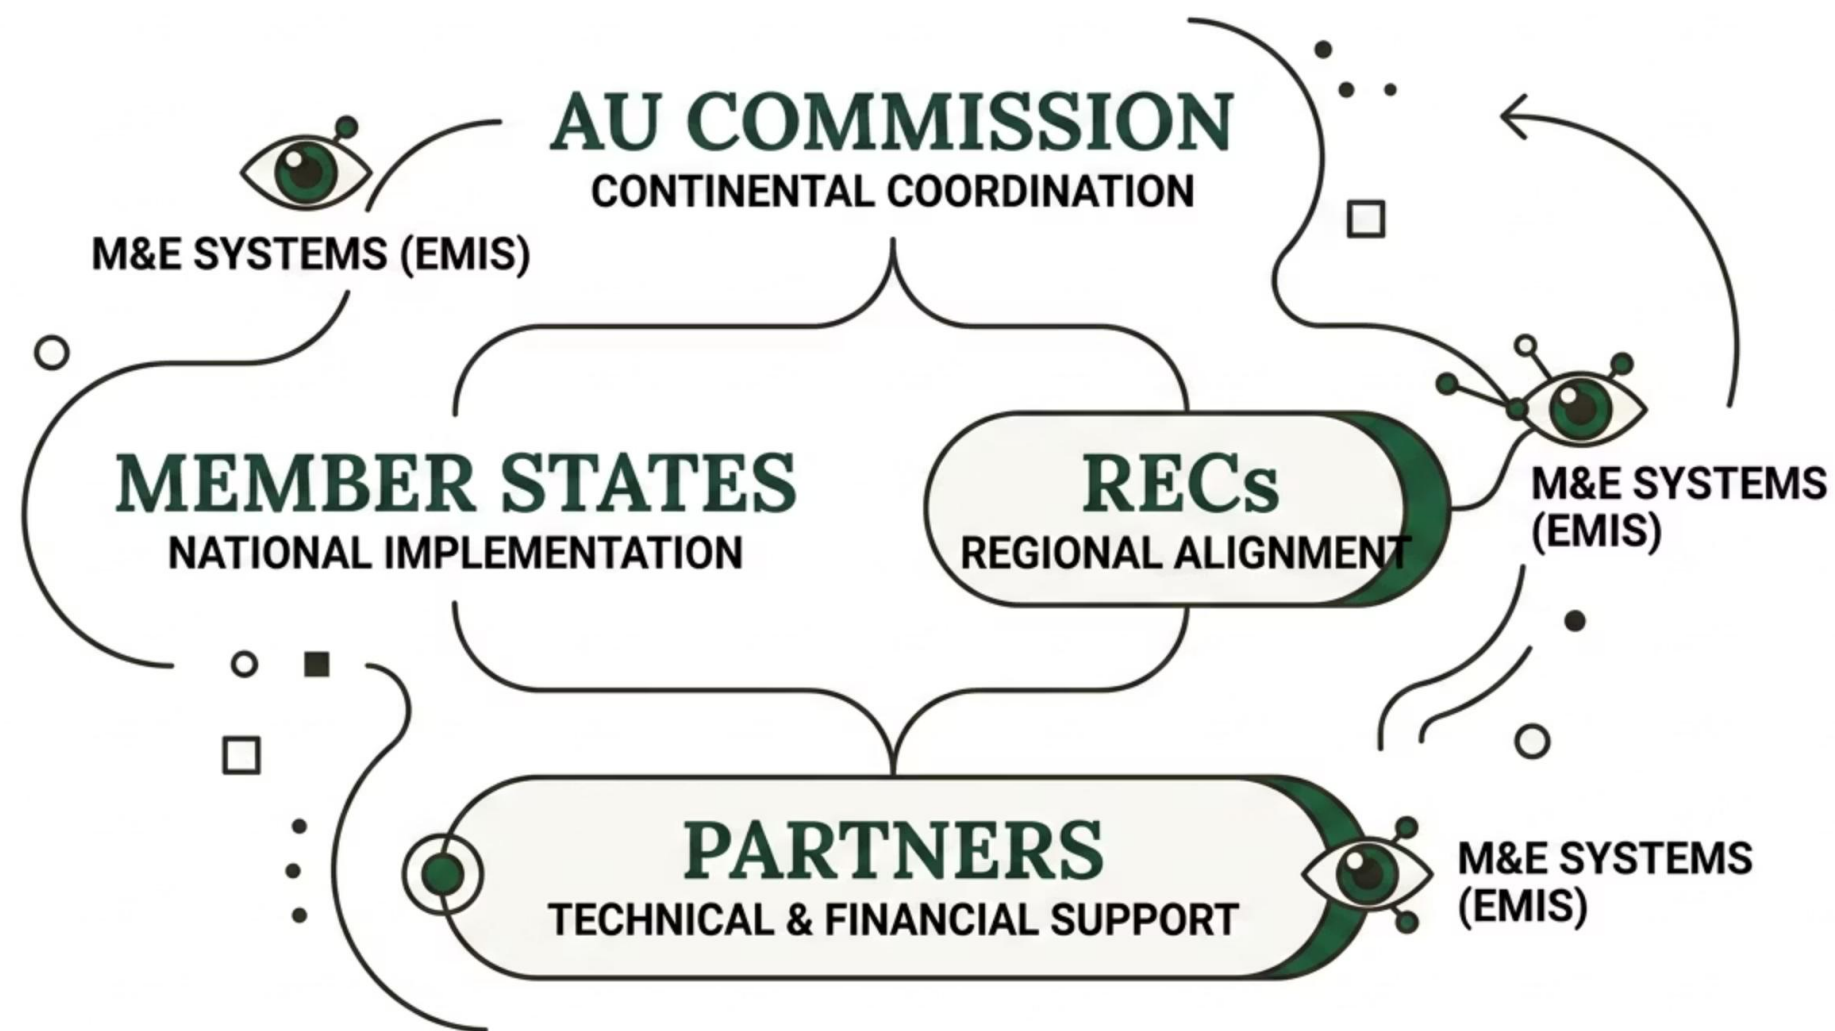 AU COMMISSION
CONTINENTAL COORDINATION
M&E SYSTEMS (EMIS)
MEMBER STATES
NATIONAL IMPLEMENTATION
RECs
REGIONAL ALIGNMENT
M&E SYSTEMS
(EMIS)
PARTNERS
TECHNICAL & FINANCIAL SUPPORT
M&E SYSTEMS
(EMIS)